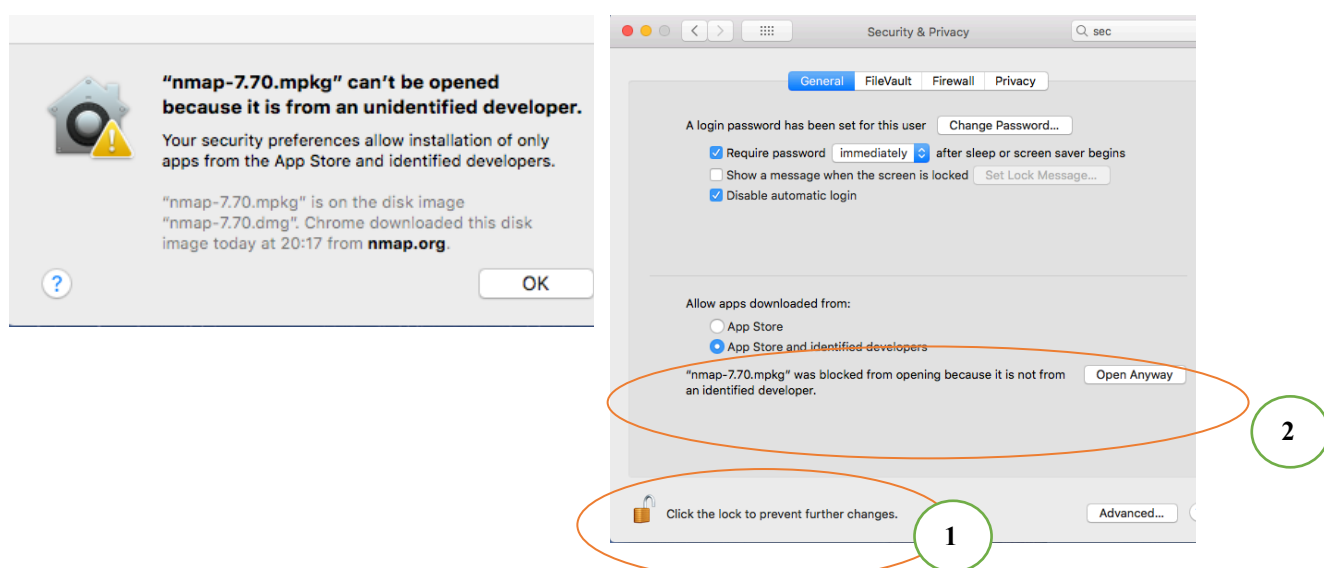 “nmap-7.70.mpkg” can’t be opened
because it is from an unidentified developer.
Your security preferences allow installation of only
apps from the App Store and identified developers.
“nmap-7.70.mpkg” is on the disk image
“nmap-7.70.dmg”. Chrome downloaded this disk
image today at 20:17 from nmap.org.
?
OK
Security & Privacy
sec
General FileVault Firewall Privacy
A login password has been set for this user Change Password...
Require password immediately after sleep or screen saver begins
Show a message when the screen is locked Set Lock Message...
Disable automatic login
Allow apps downloaded from:
App Store
App Store and identified developers
“nmap-7.70.mpkg” was blocked from opening because it is not from Open Anyway
an identified developer.
2
Click the lock to prevent further changes.
Advanced...
1